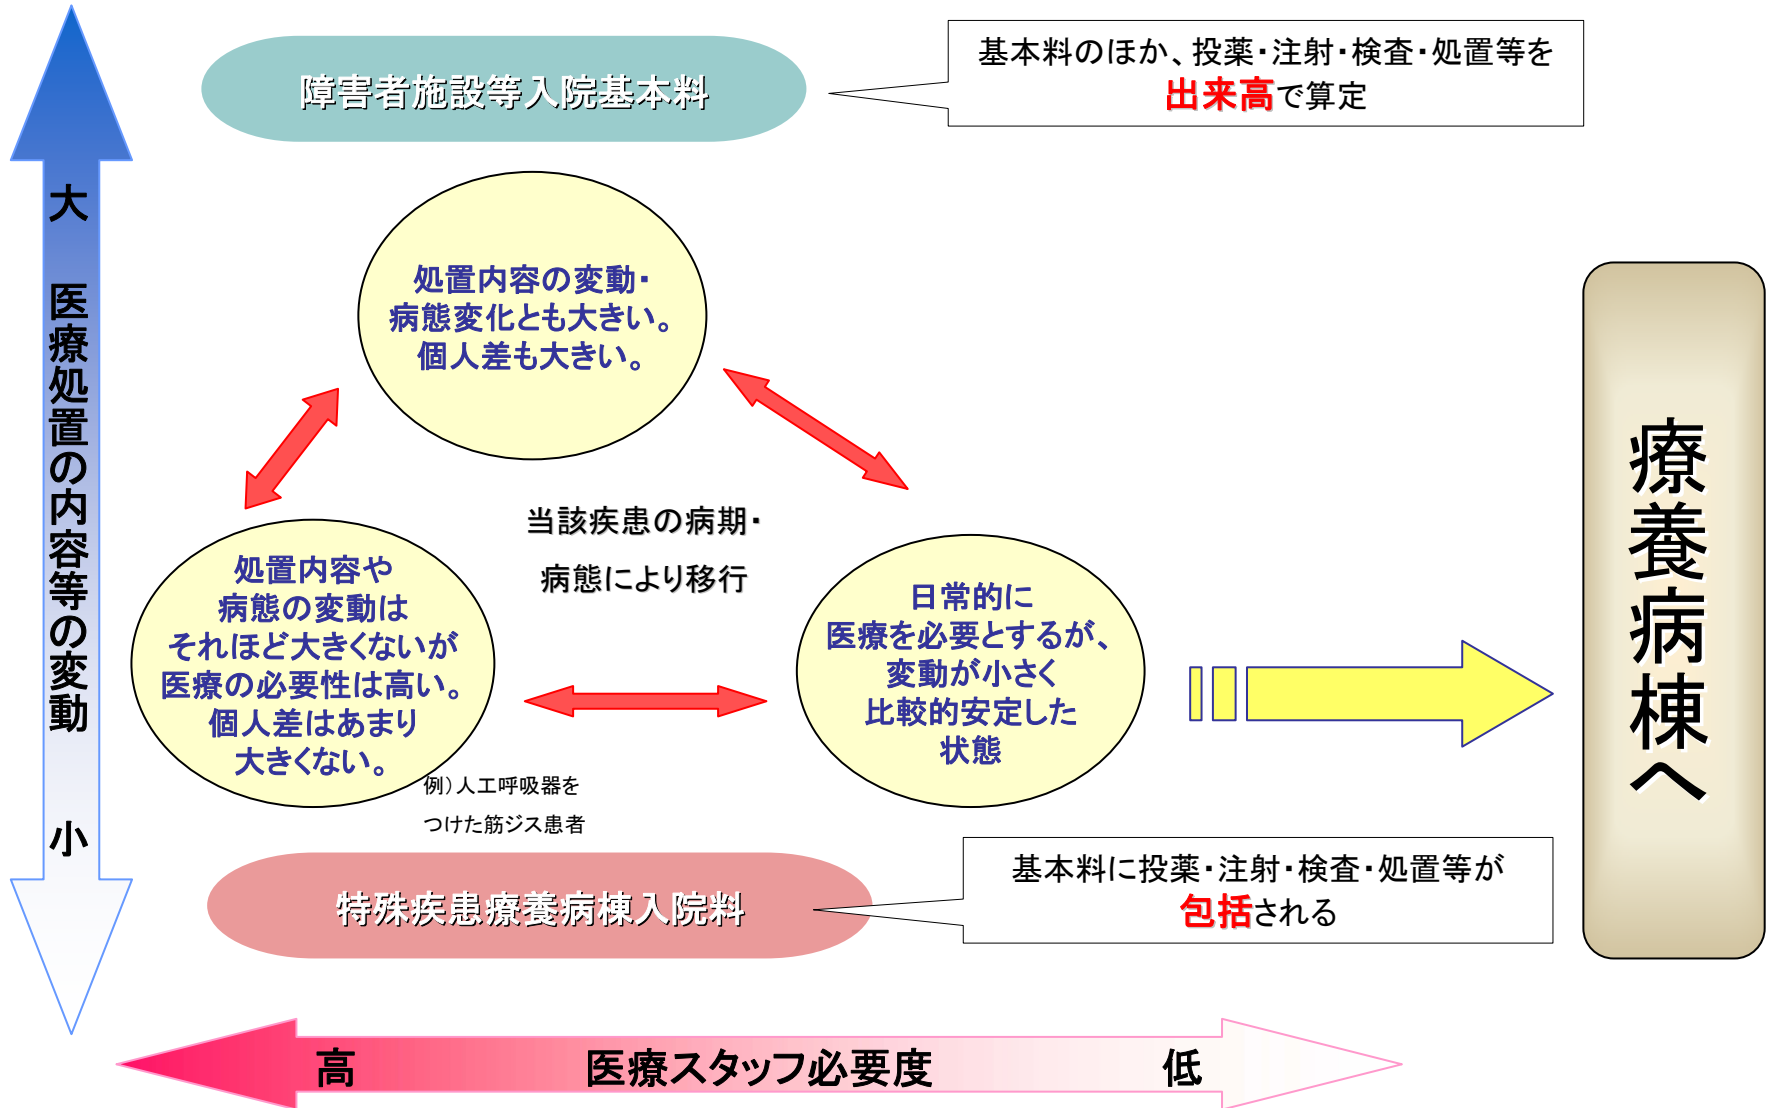 障害者施設等入院基本料
基本料のほか、投薬・注射・検査・処置等を
出来高で算定
大　医療処置の内容等の変動　小
処置内容の変動・
病態変化とも大きい。
個人差も大きい。
当該疾患の病期・
病態により移行
処置内容や
病態の変動は
それほど大きくないが
医療の必要性は高い。
個人差はあまり
大きくない。
例）人工呼吸器を
つけた筋ジス患者
日常的に
医療を必要とするが、
変動が小さく
比較的安定した
状態
療養病棟へ
特殊疾患療養病棟入院料
基本料に投薬・注射・検査・処置等が
包括される
高　医療スタッフ必要度　低